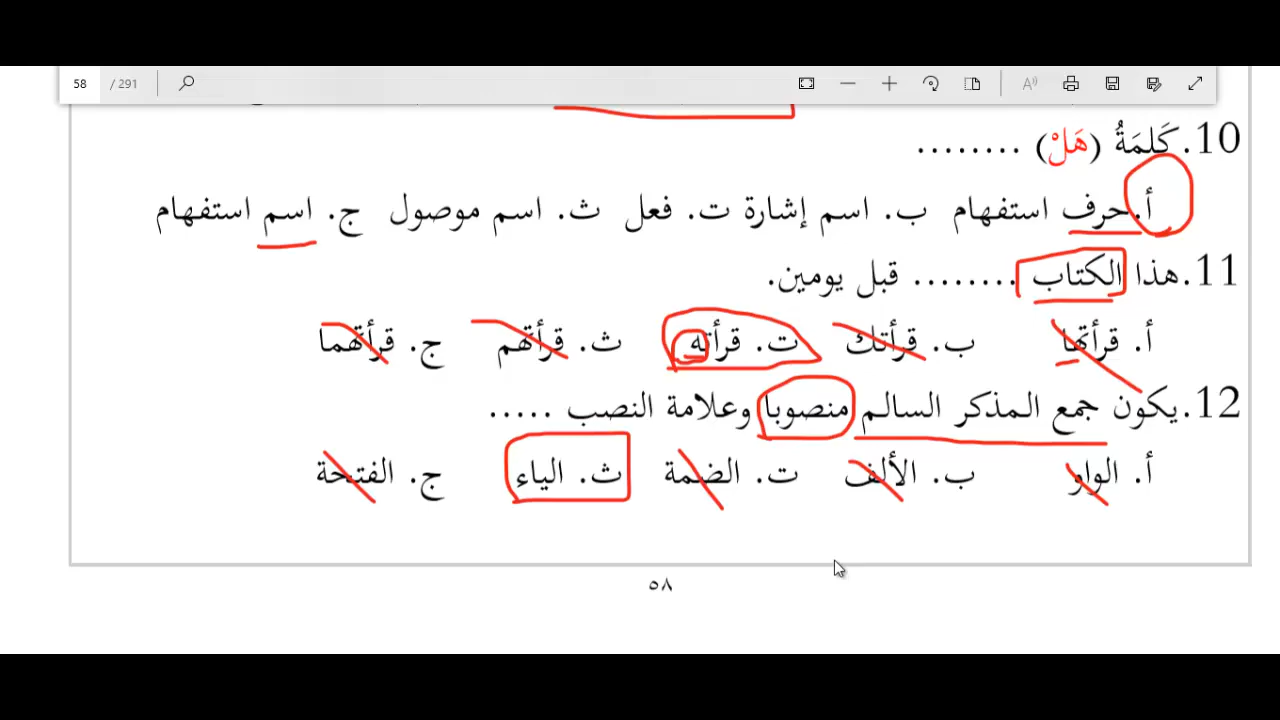 58 / 291
10. كَلِمَةُ (هَلْ) ........
أ. حرف استفهام ب. اسم إشارة ت. فعل ث. اسم موصول ج. اسم استفهام
11. هذا الكتاب ........ قبل يومين.
أ. قرأتها ب. قرأتك ت. قرأته ث. قرأتهم ج. قرأتهما
12. يكون جمع المذكر السالم منصوبا وعلامة النصب .....
أ. الواو ب. الألف ت. الضمة ث. الياء ج. الفتحة
٥٨